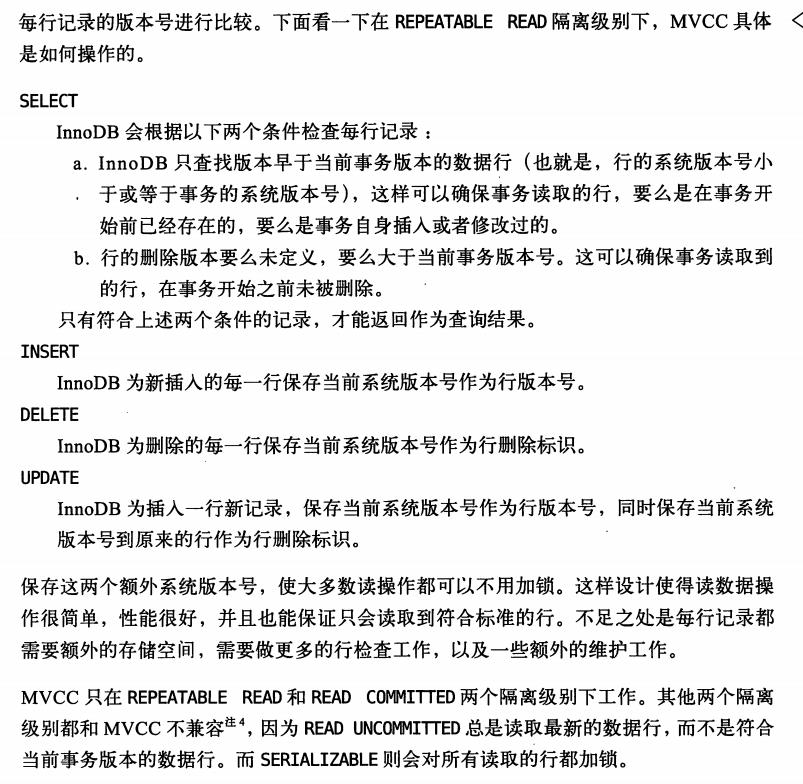 每行记录的版本号进行比较。下面看一下在 REPEATABLE READ 隔离级别下，MVCC 具体
是如何操作的。
SELECT
InnoDB 会根据以下两个条件检查每行记录：
a. InnoDB 只查找版本早于当前事务版本的数据行（也就是，行的系统版本号小
于或等于事务的系统版本号），这样可以确保事务读取的行，要么是在事务开
始前已经存在的，要么是事务自身插入或者修改过的。
b. 行的删除版本要么未定义，要么大于当前事务版本号。这可以确保事务读取到
的行，在事务开始之前未被删除。
只有符合上述两个条件的记录，才能返回作为查询结果。
INSERT
InnoDB 为新插入的每一行保存当前系统版本号作为行版本号。
DELETE
InnoDB 为删除的每一行保存当前系统版本号作为行删除标识。
UPDATE
InnoDB 为插入一行新记录，保存当前系统版本号作为行版本号，同时保存当前系统
版本号到原来的行作为行删除标识。
保存这两个额外系统版本号，使大多数读操作都可以不用加锁。这样设计使得读数据操
作很简单，性能很好，并且也能保证只会读取到符合标准的行。不足之处是每行记录都
需要额外的存储空间，需要做更多的行检查工作，以及一些额外的维护工作。
MVCC 只在 REPEATABLE READ 和 READ COMMITTED 两个隔离级别下工作。其他两个隔离
级别都和 MVCC 不兼容注4，因为 READ UNCOMMITTED 总是读取最新的数据行，而不是符合
当前事务版本的数据行。而 SERIALIZABLE 则会对所有读取的行都加锁。